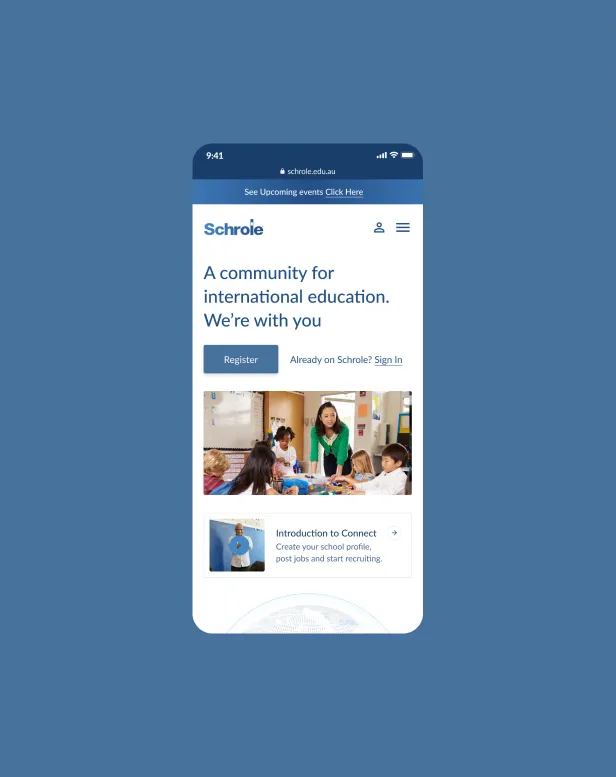 9:41
schrole.edu.au
See Upcoming events Click Here
Schrole
A community for
international education.
We're with you
Register
Already on Schrole? Sign In
Introduction to Connect
Create your school profile,
post jobs and start recruiting.